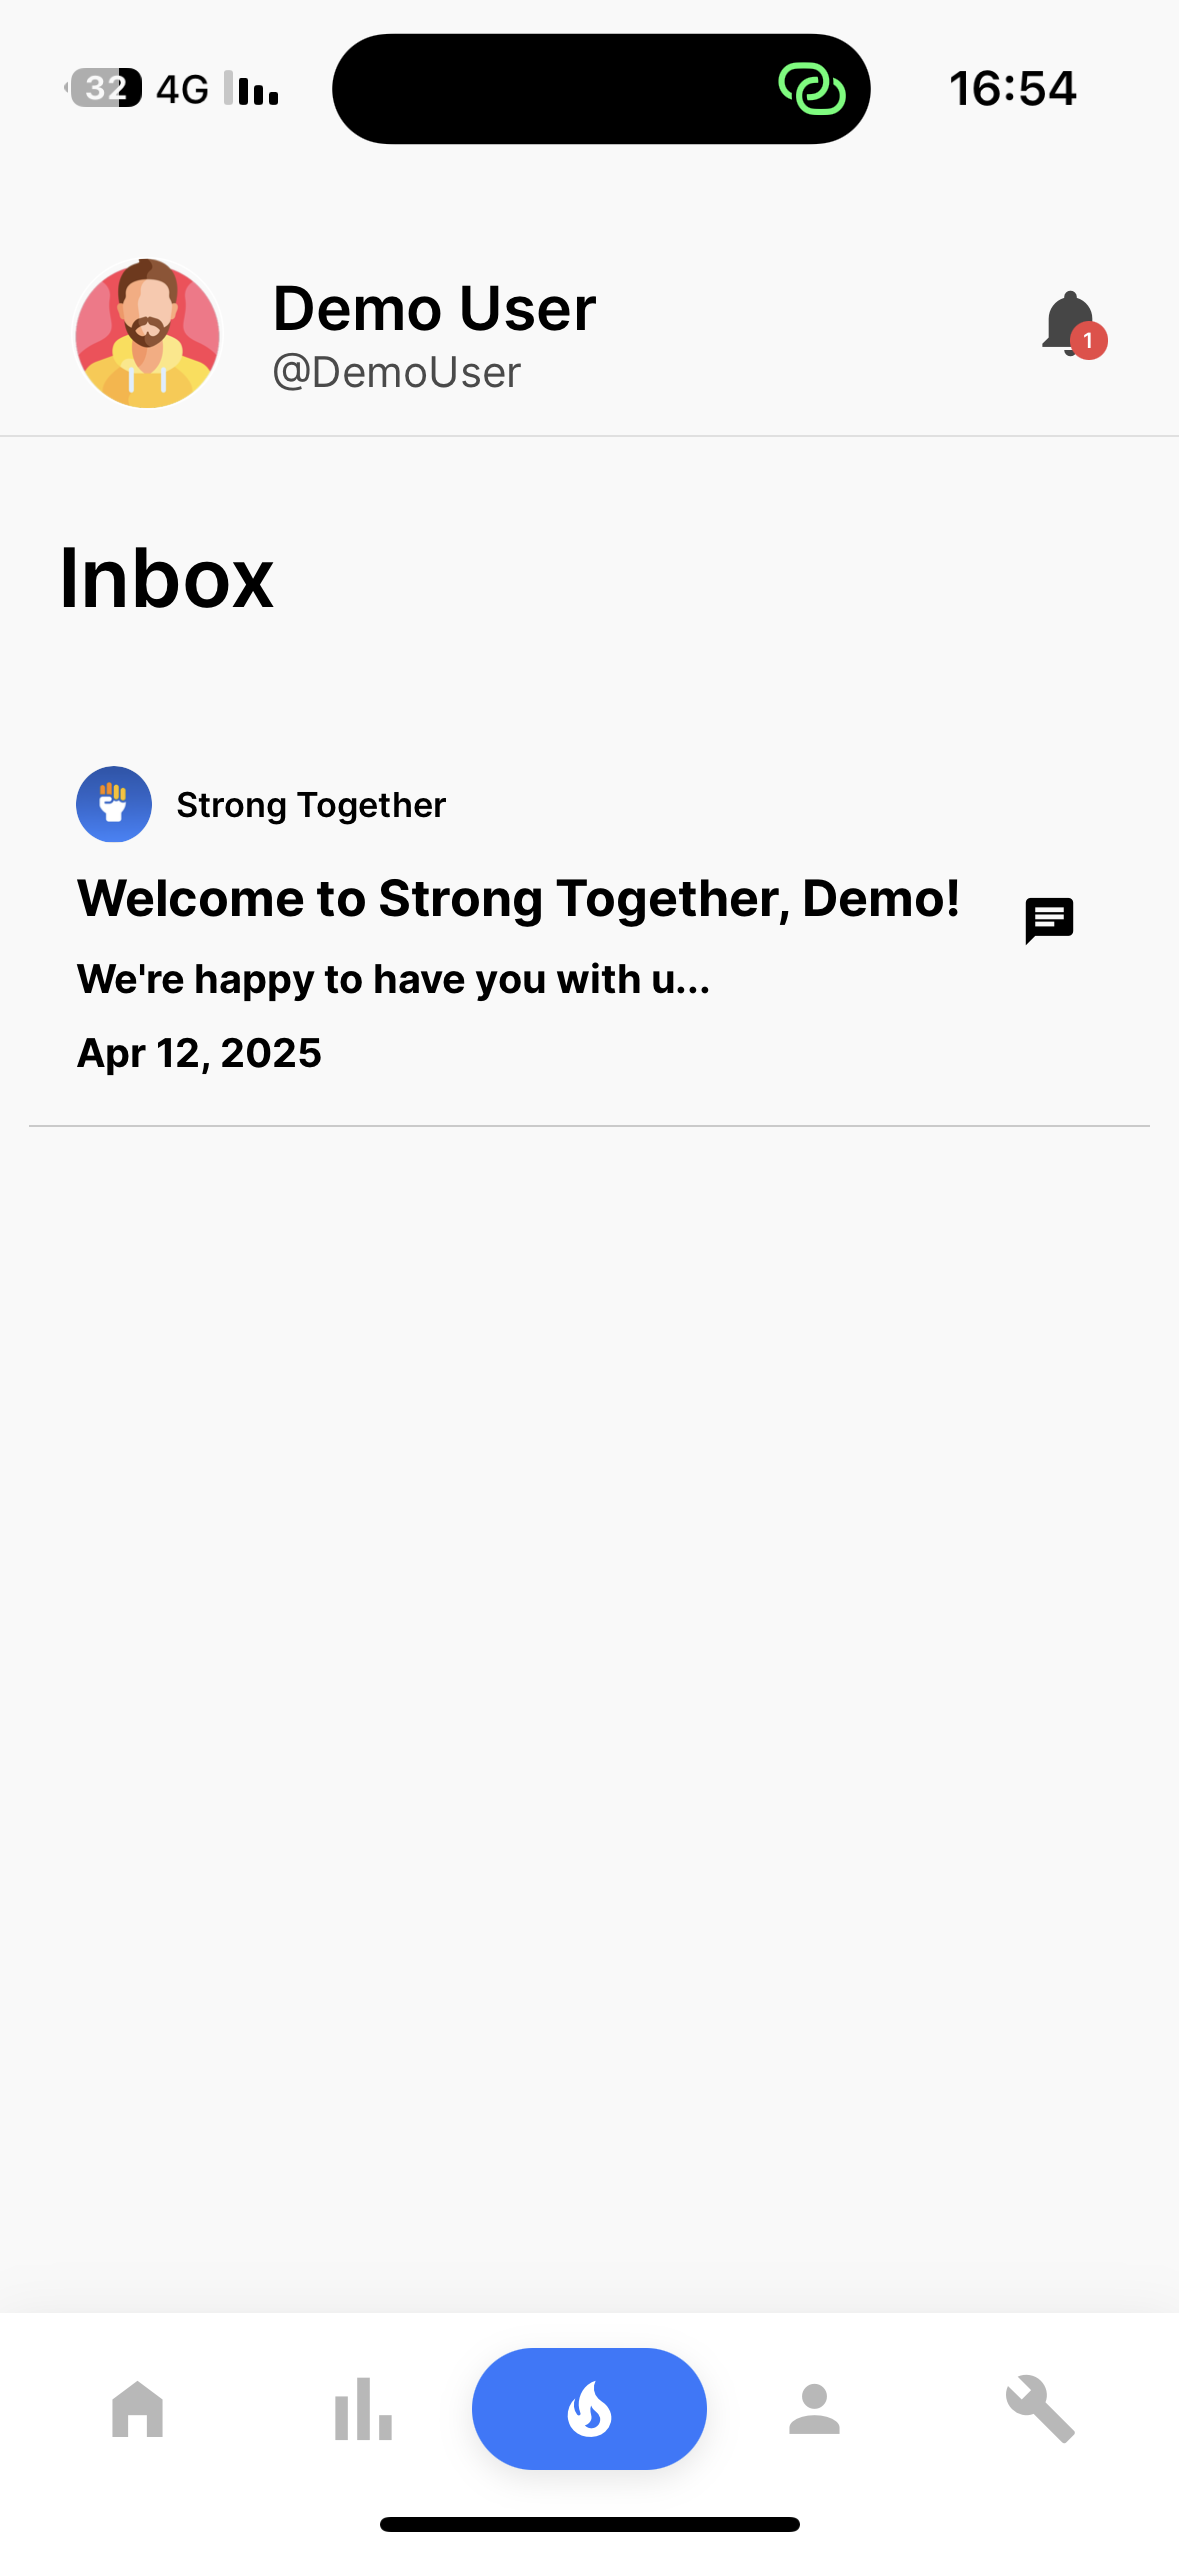 32 4G 16:54
Demo User
@DemoUser
1
Inbox
Strong Together
Welcome to Strong Together, Demo!
We're happy to have you with u...
Apr 12, 2025